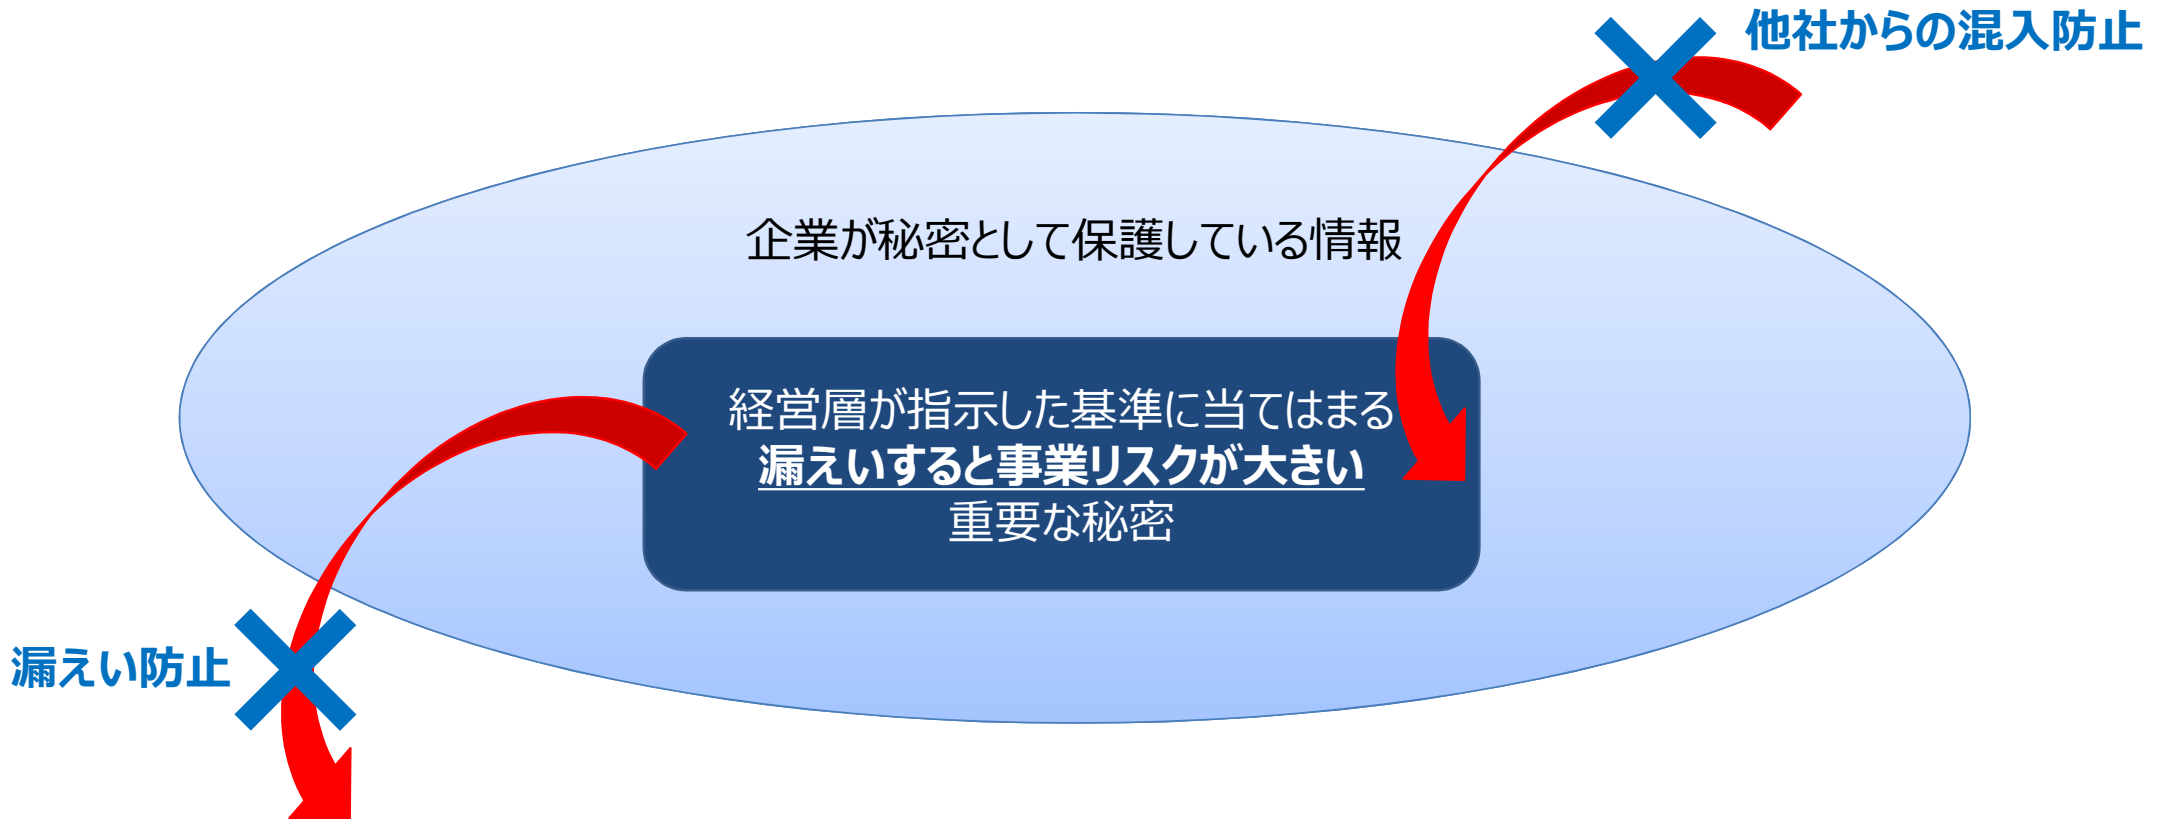 他社からの混入防止
企業が秘密として保護している情報
経営層が指示した基準に当てはまる
漏えいすると事業リスクが大きい
重要な秘密
漏えい防止